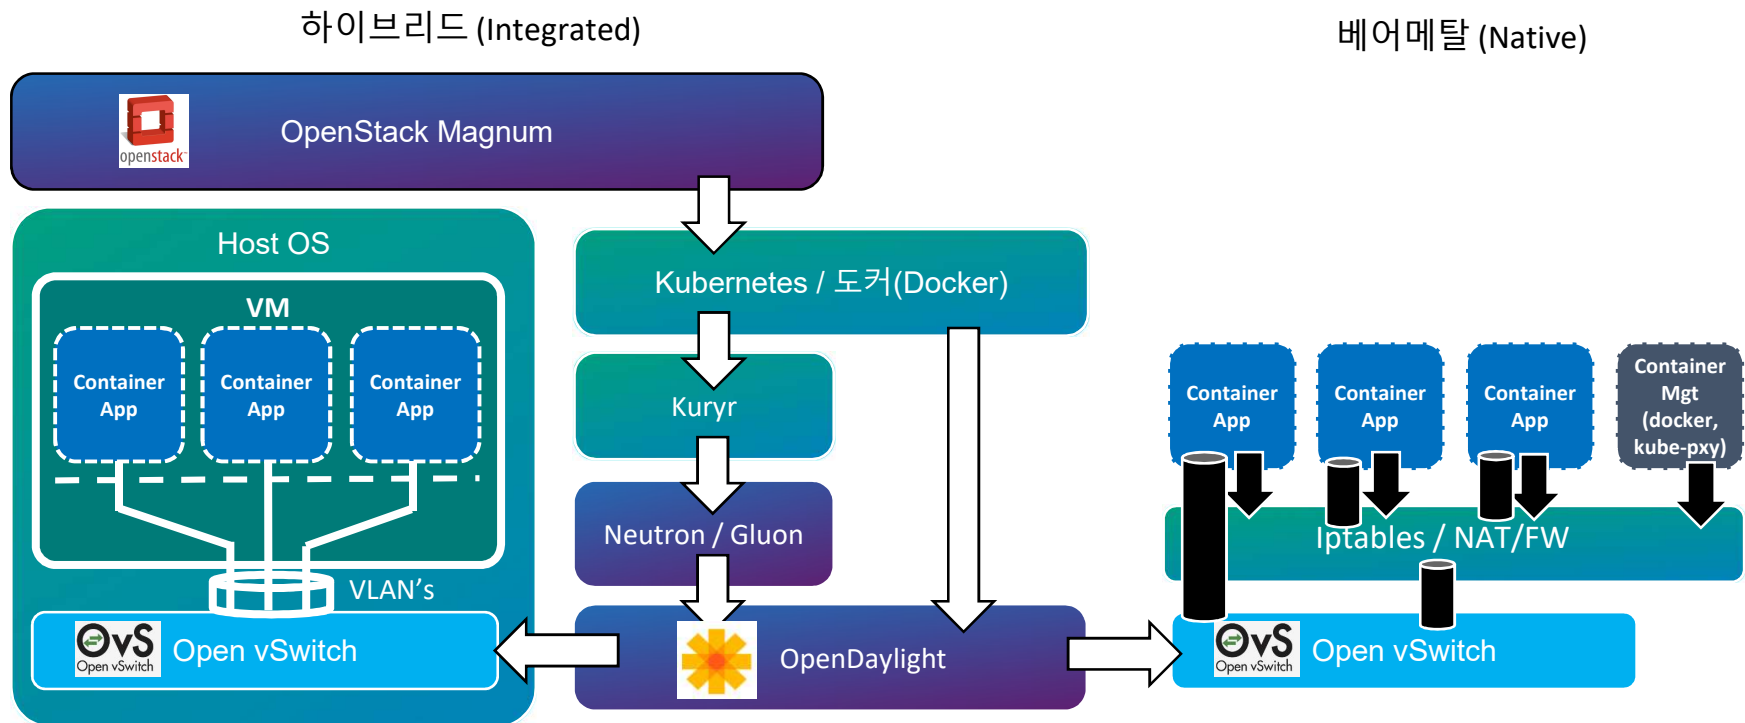 하이브리드 (Integrated)
베어메탈 (Native)
openstack
OpenStack Magnum
Host OS
VM
Container
App
Container
App
Container
App
VLAN's
OvS
Open vSwitch
Open vSwitch
Kubernetes / 도커(Docker)
Kuryr
Neutron / Gluon
OpenDaylight
Container
App
Container
App
Container
App
Container
Mgt
(docker,
kube-pxy)
Iptables / NAT/FW
OvS
Open vSwitch
Open vSwitch